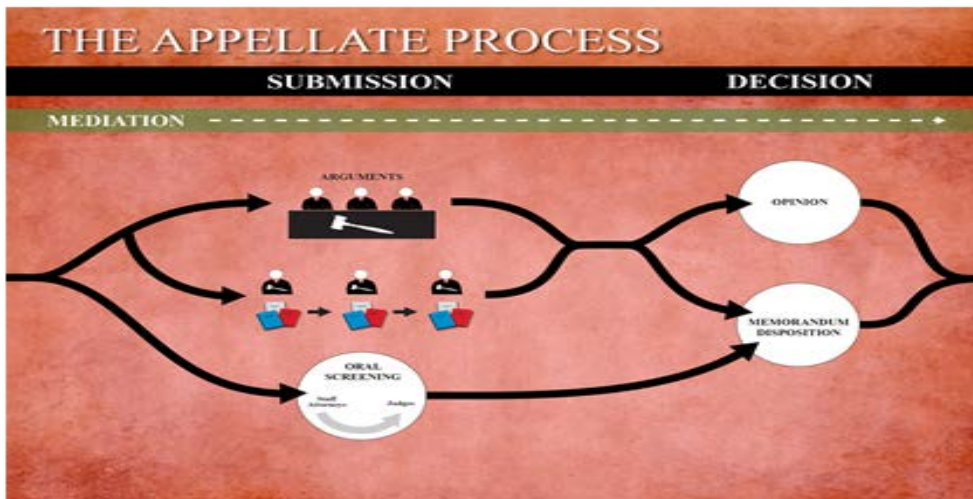 THE APPELLATE PROCESS
SUBMISSION
DECISION
MEDIATION
ARGUMENTS
OPINION
MEMORANDUM
DISPOSITION
ORAL
SCREENING
Staff
Attorneys
Judges